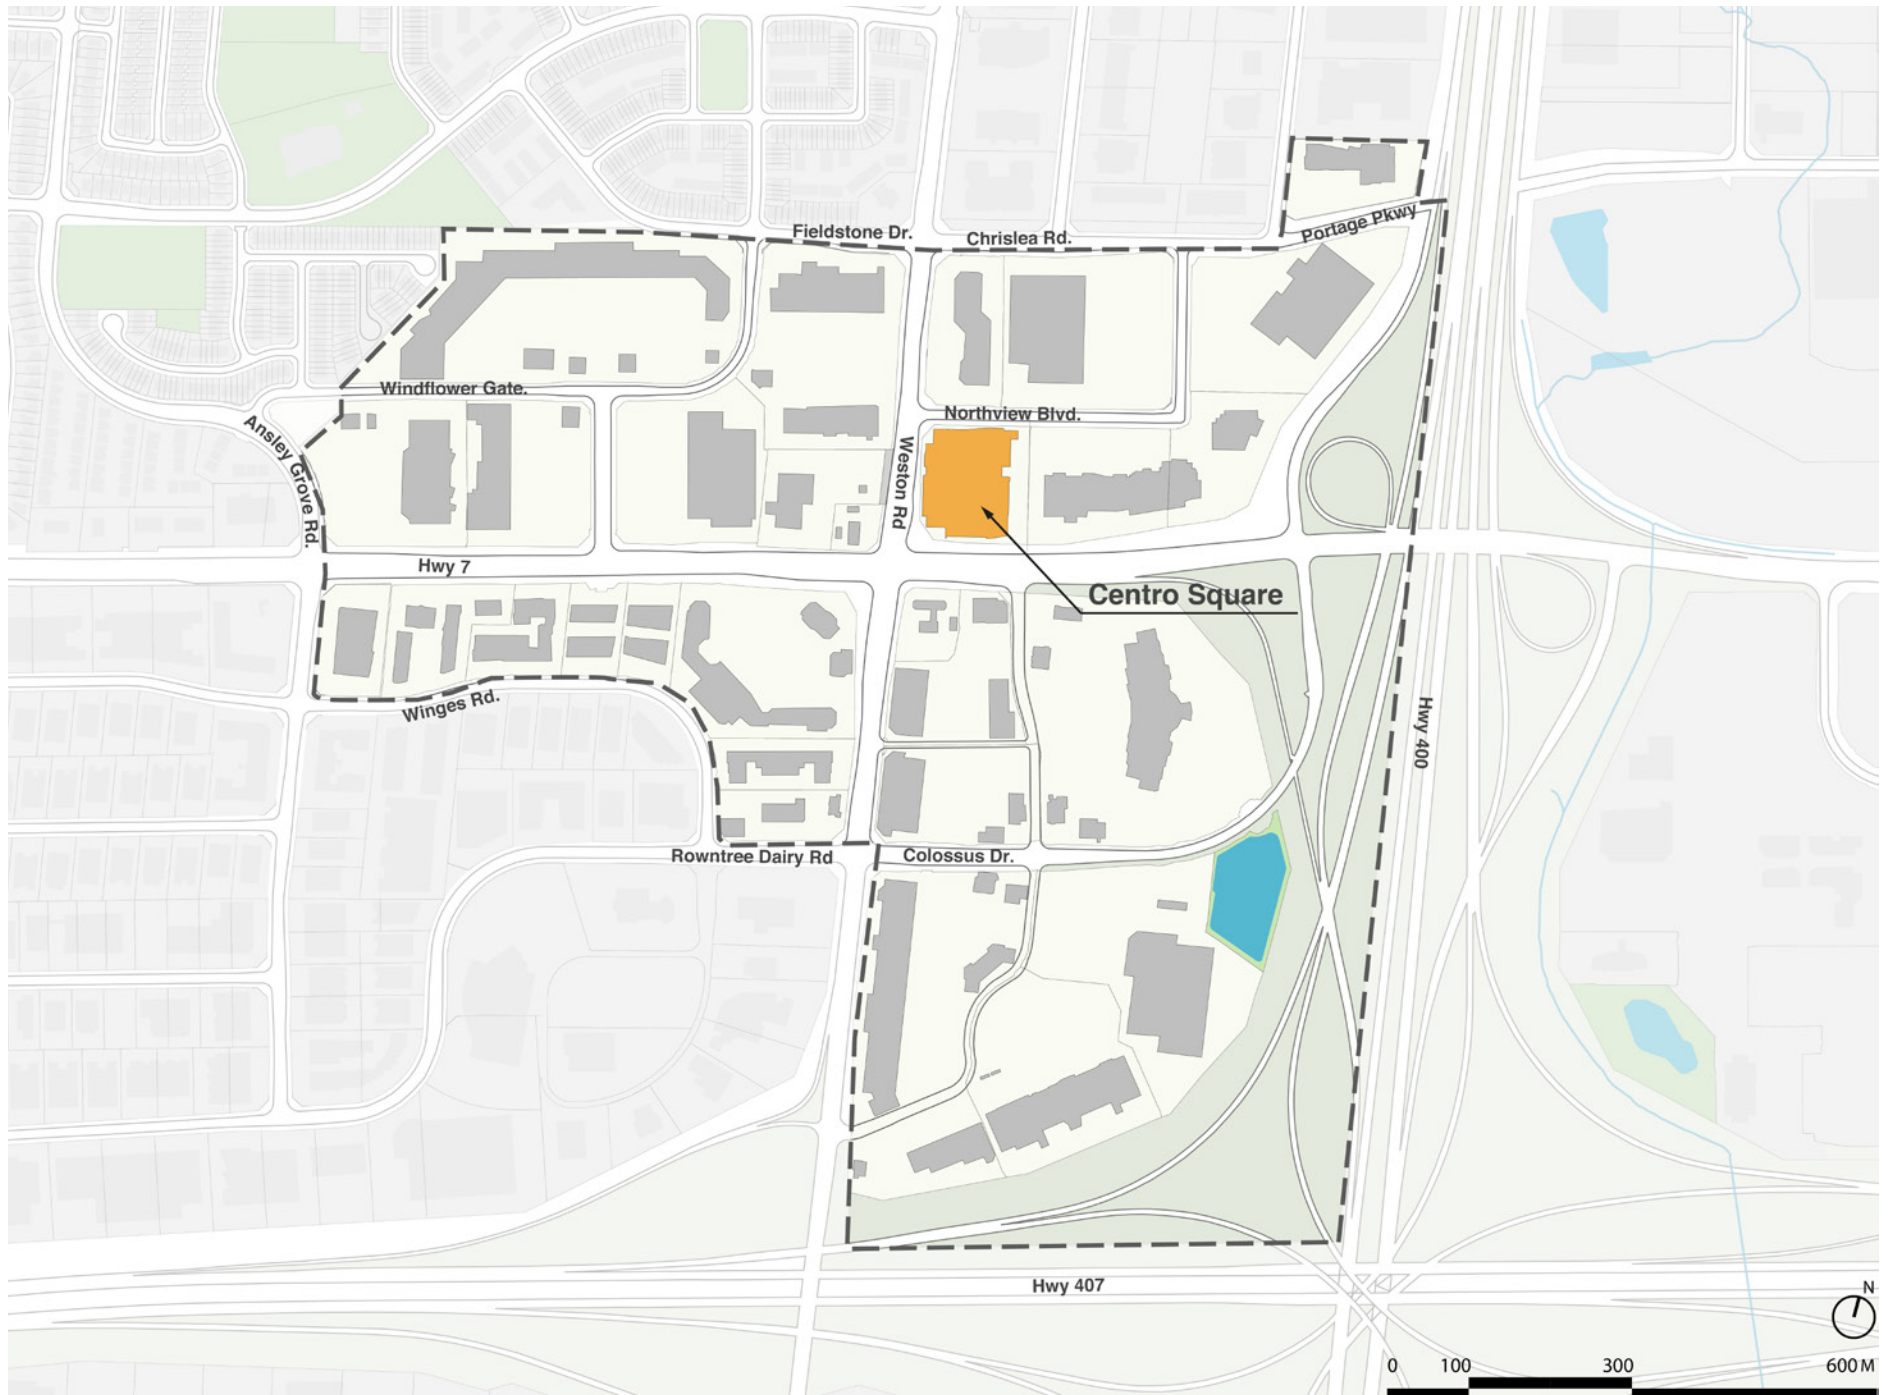 Fieldstone Dr.
Chrislea Rd.
Portage Pkwy
Windflower Gate.
Northview Blvd.
Ansley Grove Rd.
Weston Rd
Hwy 7
Centro Square
Winges Rd.
Hwy 400
Rowntree Dairy Rd
Colossus Dr.
Hwy 407
N
0 100 300 600 M